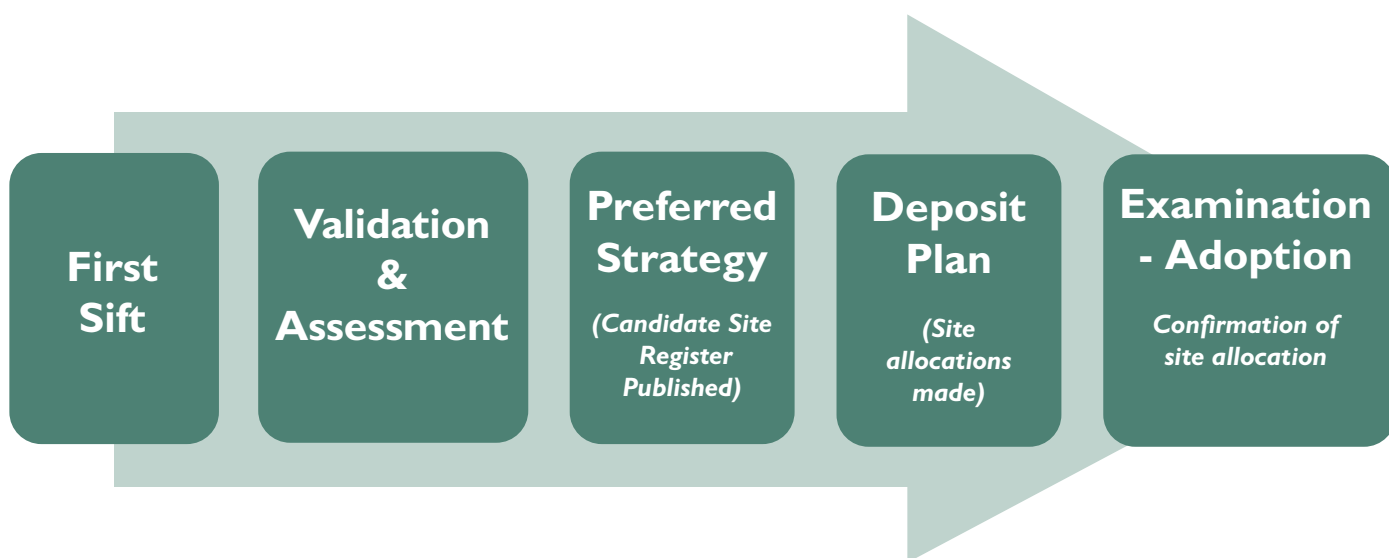 First
Sift
Validation
&
Assessment
Preferred
Strategy
(Candidate Site
Register
Published)
Deposit
Plan
(Site
allocations
made)
Examination
- Adoption
Confirmation of
site allocation